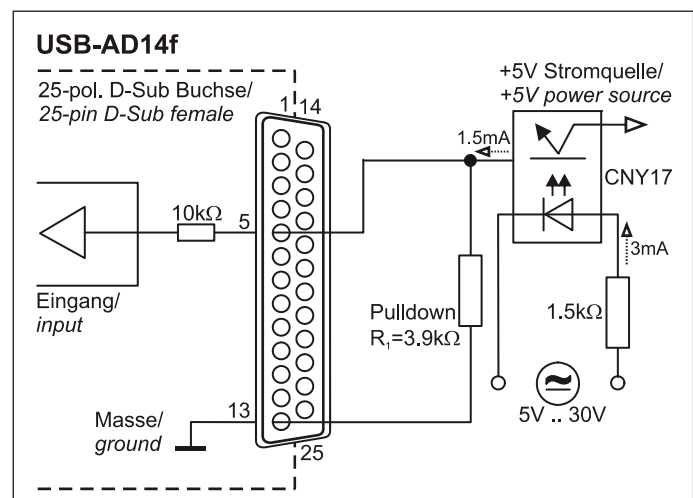 USB-AD14f
25-pol. D-Sub Buchse/
25-pin D-Sub female
1 14
+5V Stromquelle/
+5V power source
1.5mA
CNY17
10kΩ
5
3mA
Eingang/
input
Pulldown
R₁=3.9kΩ
1.5kΩ
5V .. 30V
Masse/
ground
13
25